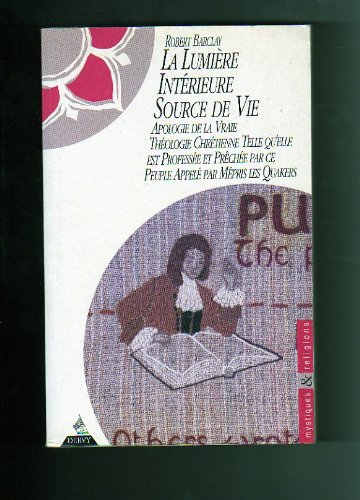 ROBERT BARCLAY
LA LUMIÈRE
INTÉRIEURE
SOURCE DE VIE
APOLOGIE DE LA VRAIE
THÉOLOGIE CHRÉTIENNE TELLE QU'ELLE
EST PROFESSÉE ET PRÊCHÉE PAR CE
PEUPLE APPELÉ PAR MÉPRIS LES QUAKERS
PU
The
Others
mystiques & religions
DERVY